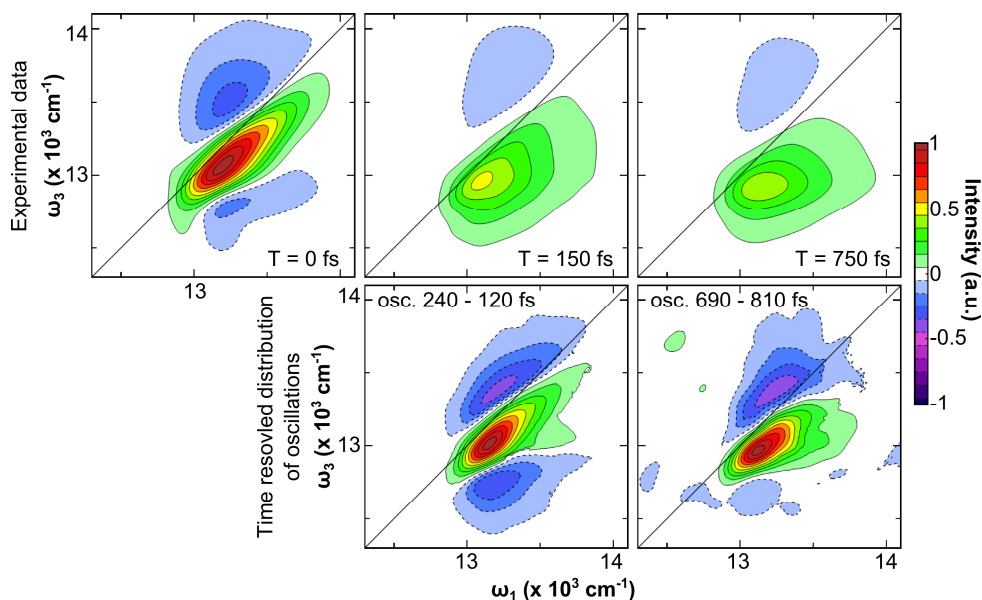 Experimental data
ω3 (x 10³ cm⁻¹)
14
13
T = 0 fs
T = 150 fs
T = 750 fs
13
14
osc. 240 - 120 fs
osc. 690 - 810 fs
Time resovled distribution
of oscillations
ω3 (x 10³ cm⁻¹)
13
13
14
13
14
ω1 (x 10³ cm⁻¹)
1
0.5
0
-0.5
-1
Intensity (a.u.)